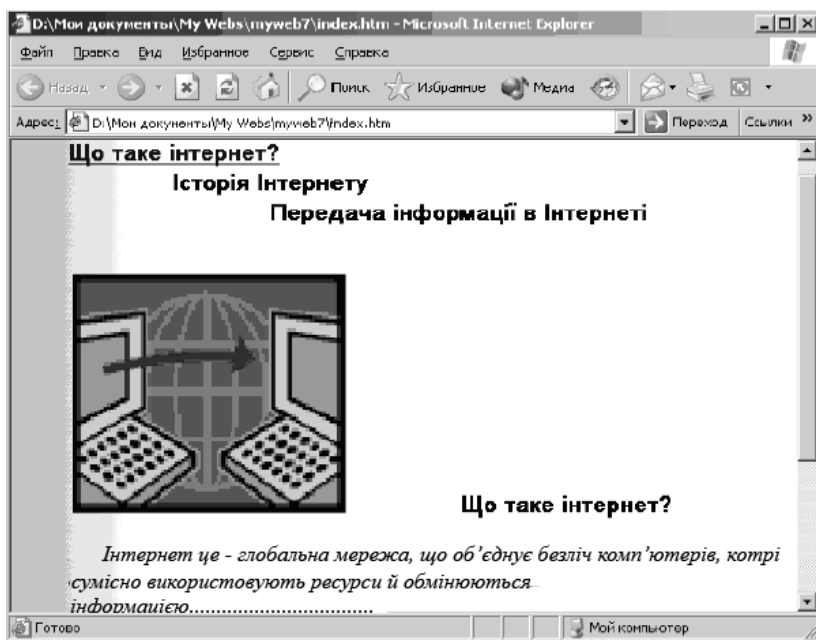 D:\Мои документы\My Webs\myweb7\index.htm - Microsoft Internet Explorer
Файл Правка Вид Избранное Сервис Справка
Назад Поиск Избранное Медиа
Адрес: D:\Мои документы\My Webs\myweb7\index.htm Переход Ссылки »
Що таке інтернет?
Історія Інтернету
Передача інформації в Інтернеті
Що таке інтернет?
Інтернет це - глобальна мережа, що об’єднує безліч комп’ютерів, котрі
сумісно використовують ресурси й обмінюються
інформацією..................................
Готово Мой компьютер